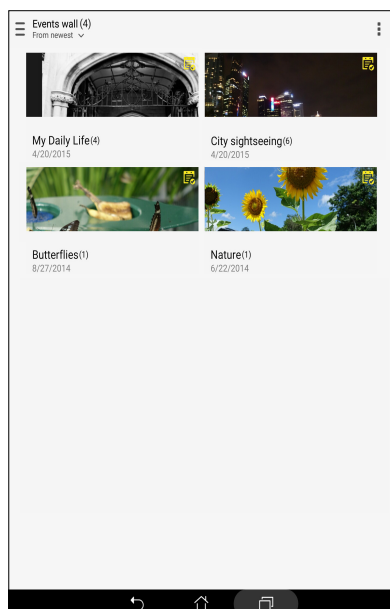 Events wall (4)
From newest
My Daily Life(4)
4/20/2015
City sightseeing(6)
4/20/2015
Butterflies(1)
8/27/2014
Nature(1)
6/22/2014